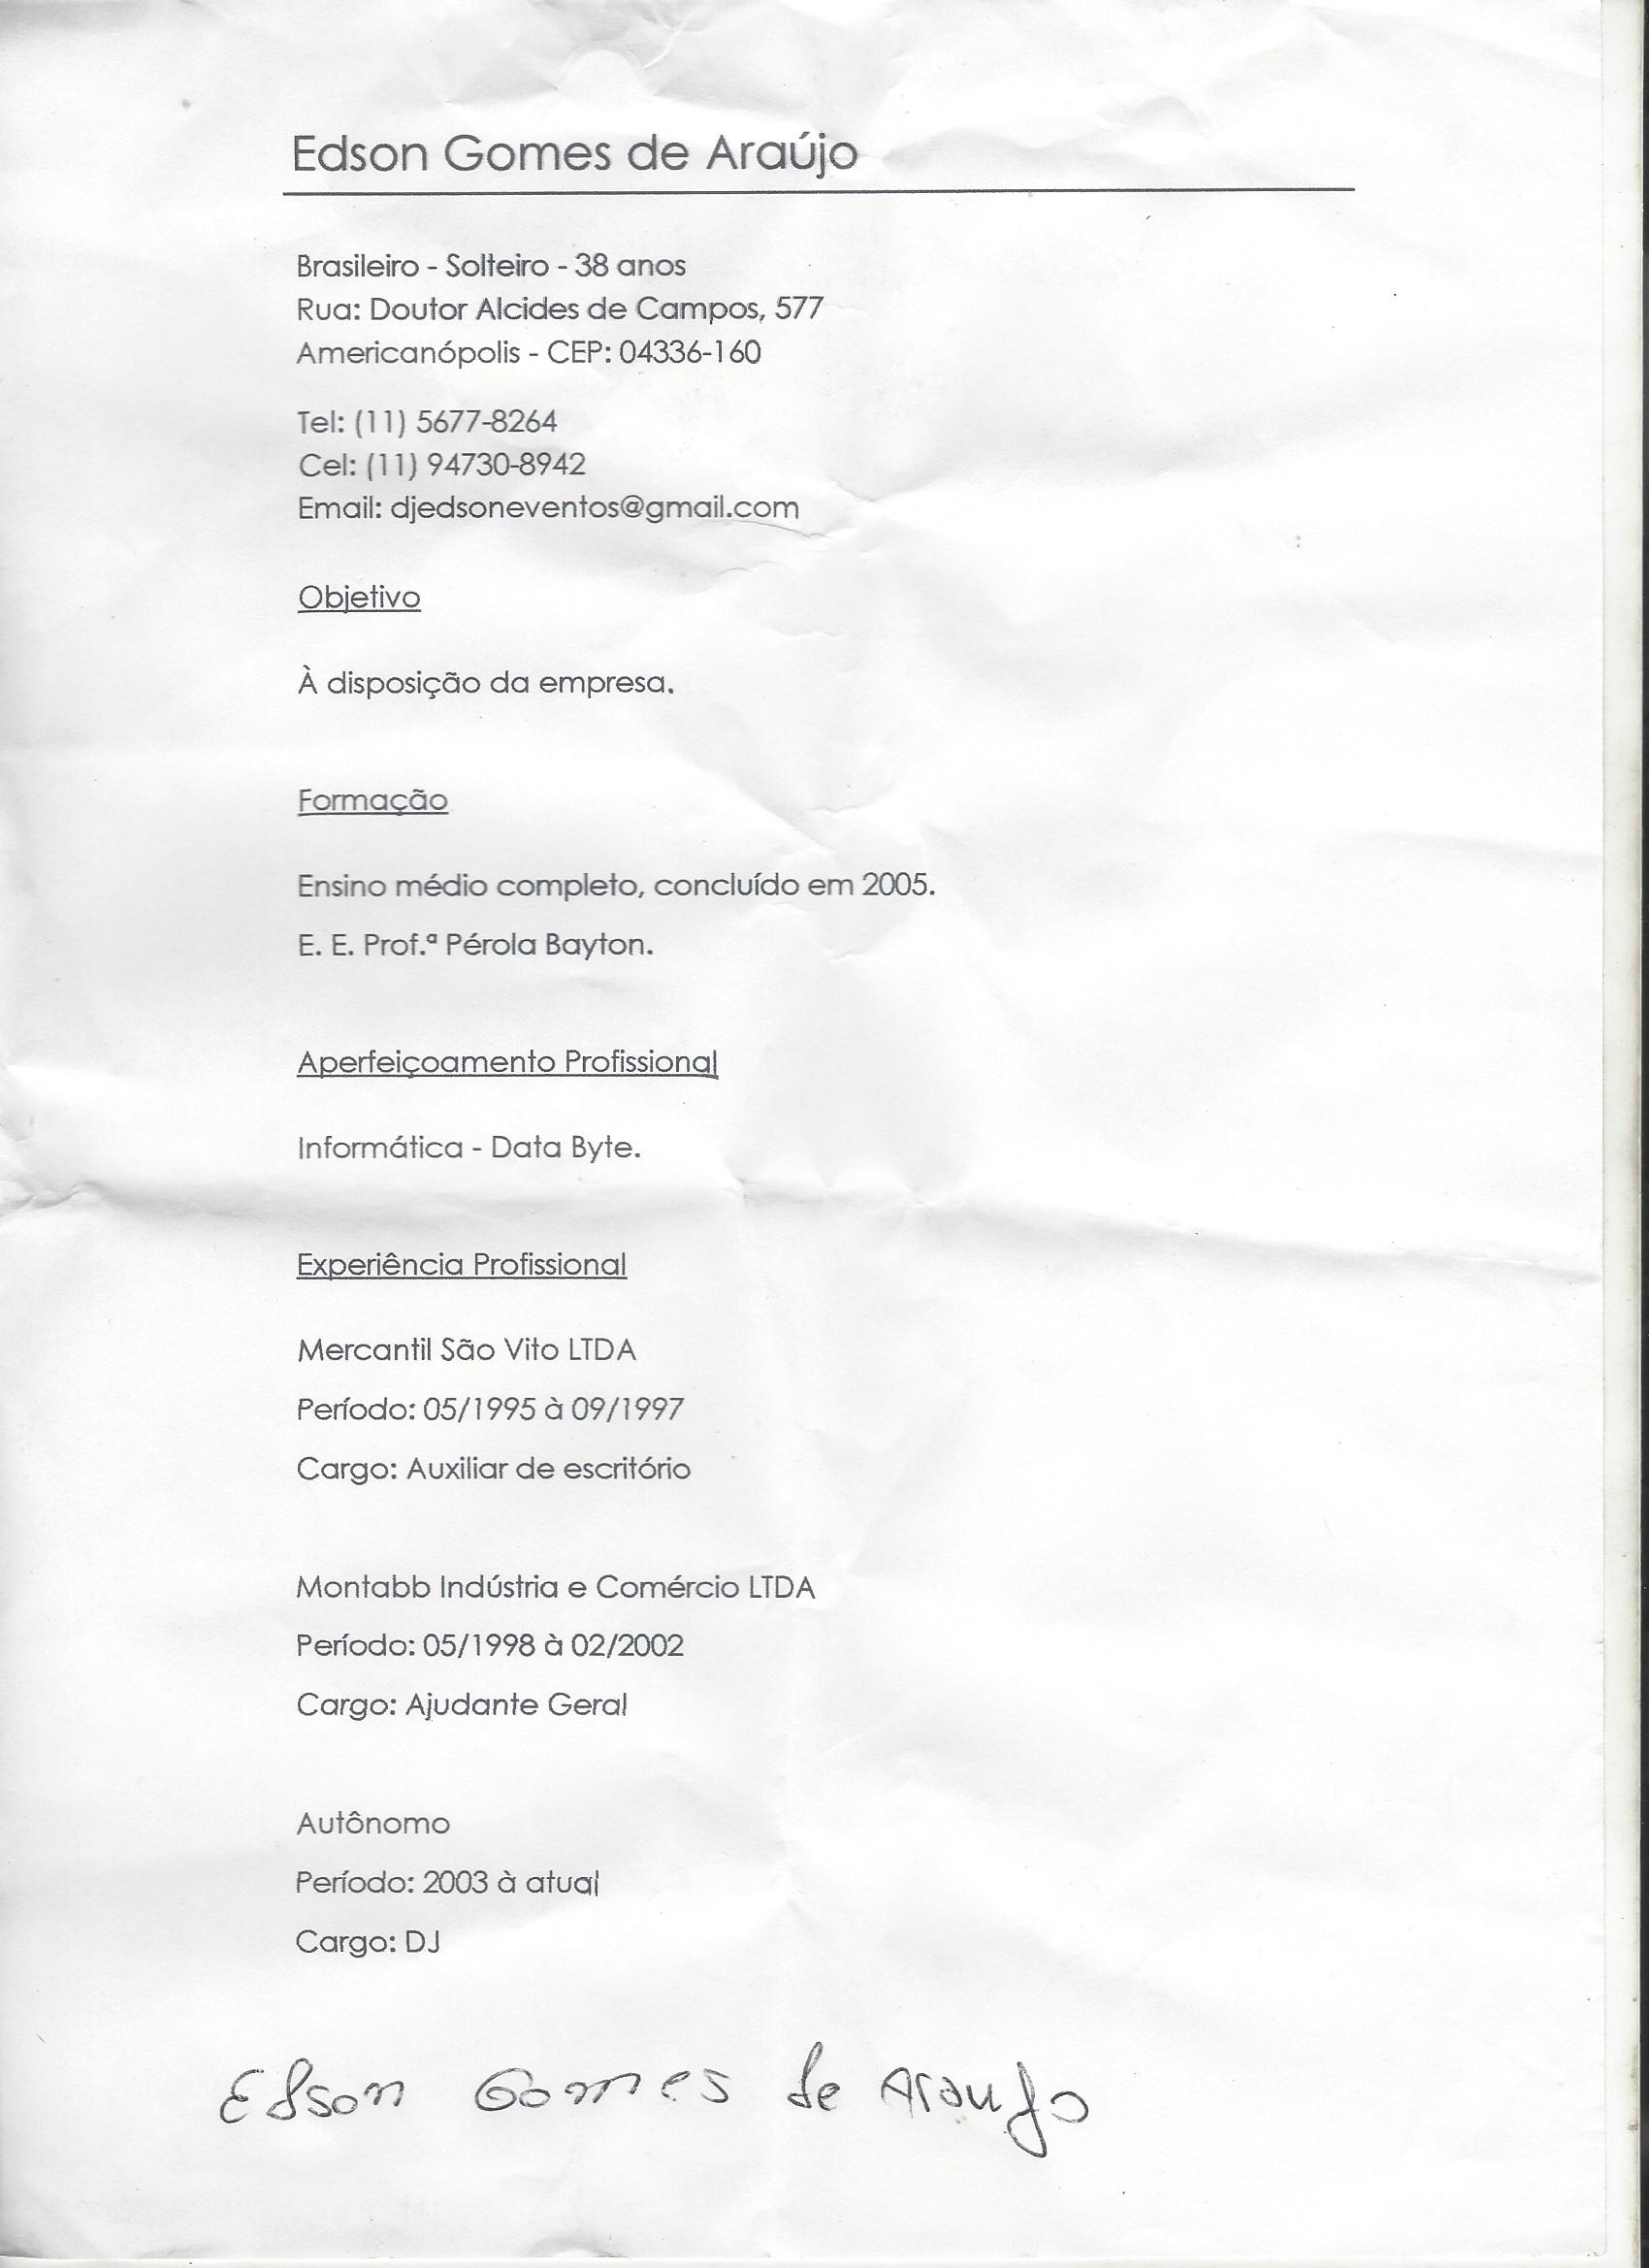 Edson Gomes de Araújo
Brasileiro - Solteiro - 38 anos
Rua: Doutor Alcides de Campos, 577
Americanópolis - CEP: 04336-160
Tel: (11) 5677-8264
Cel: (11) 94730-8942
Email: djedsoneventos@gmail.com
Objetivo
À disposição da empresa.
Formação
Ensino médio completo, concluído em 2005.
E. E. Prof.ª Pérola Bayton.
Aperfeiçoamento Profissional
Informática - Data Byte.
Experiência Profissional
Mercantil São Vito LTDA
Período: 05/1995 à 09/1997
Cargo: Auxiliar de escritório
Montabb Indústria e Comércio LTDA
Período: 05/1998 à 02/2002
Cargo: Ajudante Geral
Autônomo
Período: 2003 à atual
Cargo: DJ
Edson Gomes de Araujo